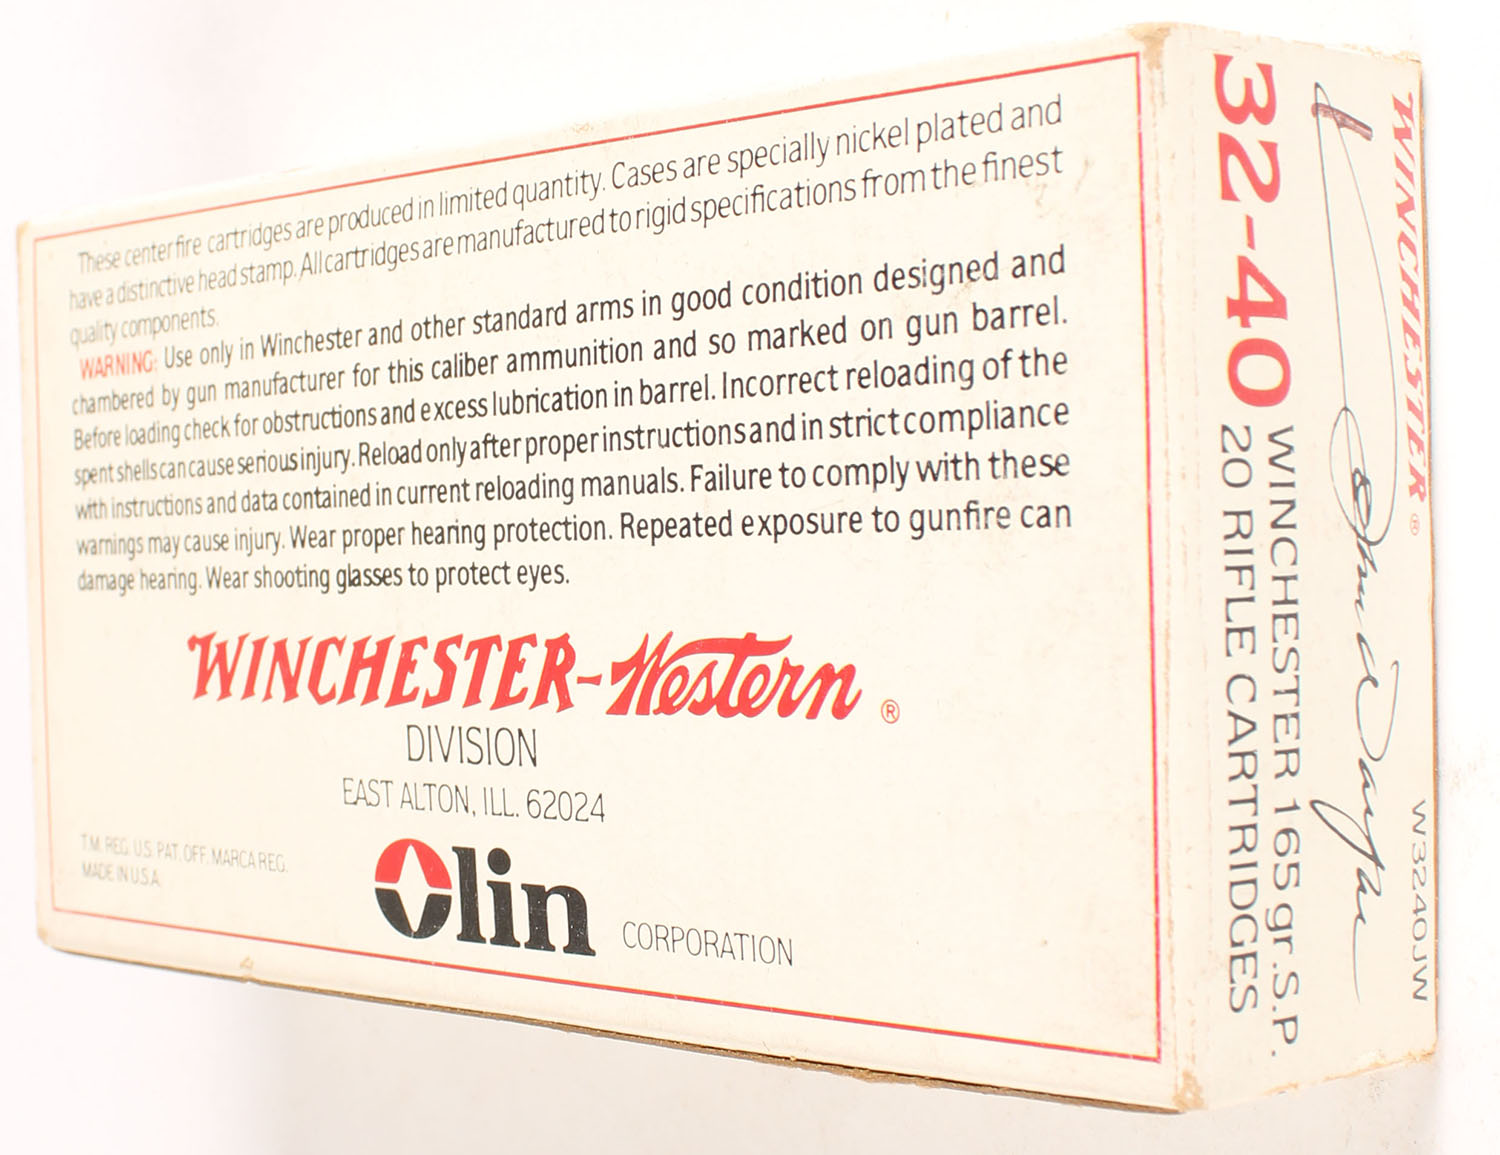 These centerfire cartridges are produced in limited quantity. Cases are specially nickel plated and
have a distinctive head stamp. All cartridges are manufactured to rigid specifications from the finest
quality components.
WARNING: Use only in Winchester and other standard arms in good condition designed and
chambered by gun manufacturer for this caliber ammunition and so marked on gun barrel.
Before loading check for obstructions and excess lubrication in barrel. Incorrect reloading of the
spent shells can cause serious injury. Reload only after proper instructions and in strict compliance
with instructions and data contained in current reloading manuals. Failure to comply with these
warnings may cause injury. Wear proper hearing protection. Repeated exposure to gunfire can
damage hearing. Wear shooting glasses to protect eyes.
WINCHESTER-Western ®
DIVISION
EAST ALTON, ILL. 62024
T.M. REG. U.S. PAT. OFF. MARCA REG.
MADE IN U.S.A.
Olin CORPORATION
WINCHESTER® W3240JW
John Wayne
32-40 WINCHESTER 165 gr. S.P.
20 RIFLE CARTRIDGES